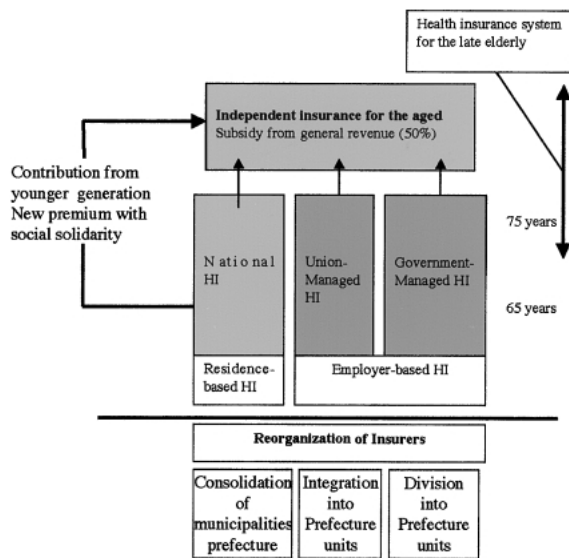 Health insurance system
for the late elderly
Independent insurance for the aged
Subsidy from general revenue (50%)
Contribution from
younger generation
New premium with
social solidarity
75 years
National
HI
Union-
Managed HI
Government-
Managed HI
65 years
Residence-
based HI
Employer-based HI
Reorganization of Insurers
Consolidation
of
municipalities
prefecture
Integration
into
Prefecture
units
Division
into
Prefecture
units